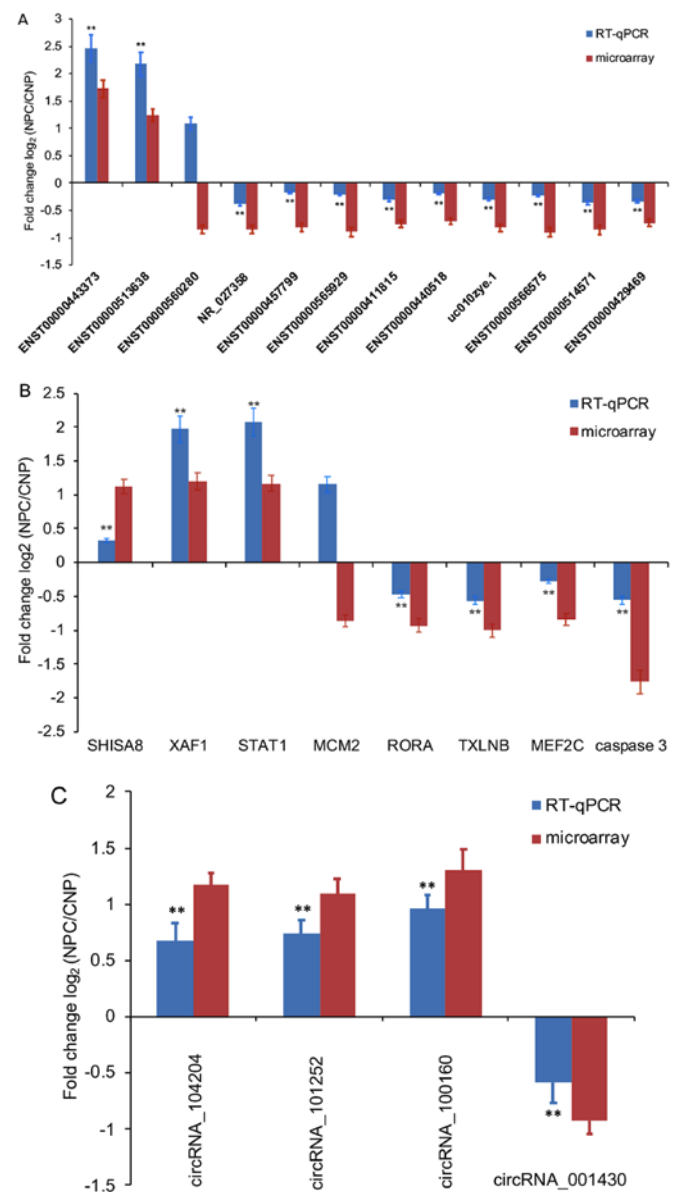 A
Fold change log₂ (NPC/CNP)
3
2.5
2
1.5
1
0.5
0
-0.5
-1
-1.5
RT-qPCR
microarray
** ** ** ** ** ** ** ** ** ** **
ENST00000443373
ENST00000513638
ENST00000560280
NR_027358
ENST00000457799
ENST00000565929
ENST00000411815
ENST00000440518
uc010zye.1
ENST00000566575
ENST00000514571
ENST00000429469
B
Fold change log2 (NPC/CNP)
2.5
2
1.5
1
0.5
0
-0.5
-1
-1.5
-2
-2.5
RT-qPCR
microarray
** ** ** ** ** ** **
SHISA8 XAF1 STAT1 MCM2 RORA TXLNB MEF2C caspase 3
C
Fold change log₂ (NPC/CNP)
2
1.5
1
0.5
0
-0.5
-1
-1.5
RT-qPCR
microarray
** ** ** **
circRNA_104204
circRNA_101252
circRNA_100160
circRNA_001430